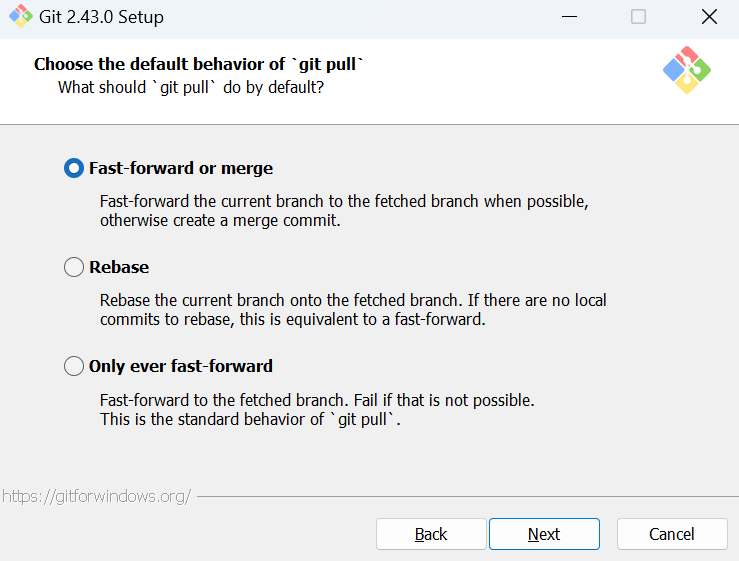 Git 2.43.0 Setup
Choose the default behavior of `git pull`
What should `git pull` do by default?
Fast-forward or merge
Fast-forward the current branch to the fetched branch when possible,
otherwise create a merge commit.
Rebase
Rebase the current branch onto the fetched branch. If there are no local
commits to rebase, this is equivalent to a fast-forward.
Only ever fast-forward
Fast-forward to the fetched branch. Fail if that is not possible.
This is the standard behavior of `git pull`.
https://gitforwindows.org/
Back
Next
Cancel